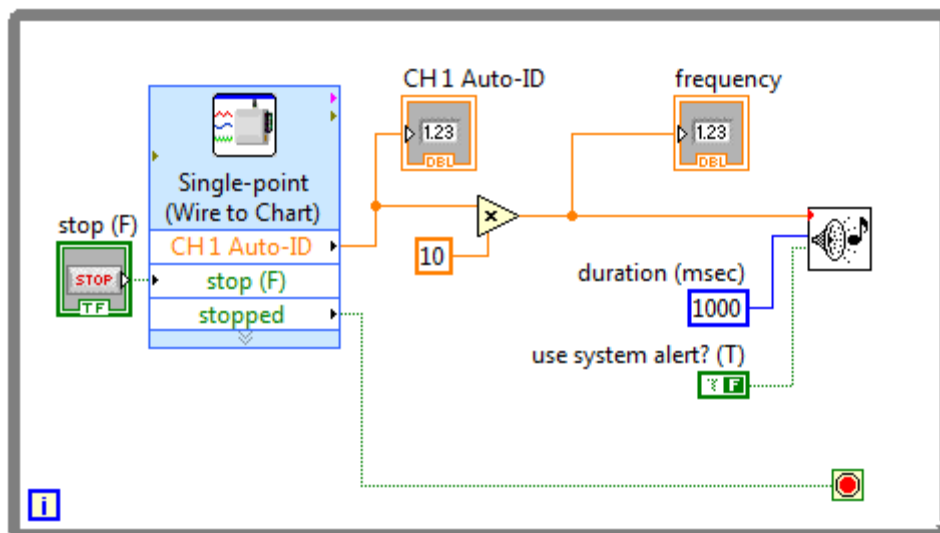 CH 1 Auto-ID
frequency
1.23
DBL
1.23
DBL
Single-point
(Wire to Chart)
stop (F)
CH 1 Auto-ID
STOP
TF
stop (F)
stopped
×
10
duration (msec)
1000
use system alert? (T)
F
i